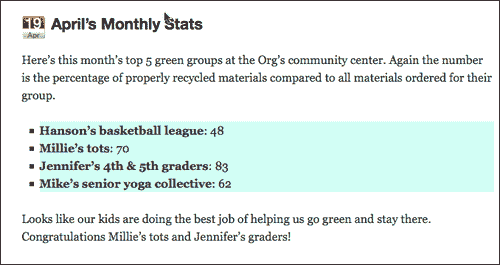 19
Apr
April's Monthly Stats
Here's this month's top 5 green groups at the Org's community center. Again the number
is the percentage of properly recycled materials compared to all materials ordered for their
group.
Hanson's basketball league: 48
Millie's tots: 70
Jennifer's 4th & 5th graders: 83
Mike's senior yoga collective: 62
Looks like our kids are doing the best job of helping us go green and stay there.
Congratulations Millie's tots and Jennifer's graders!